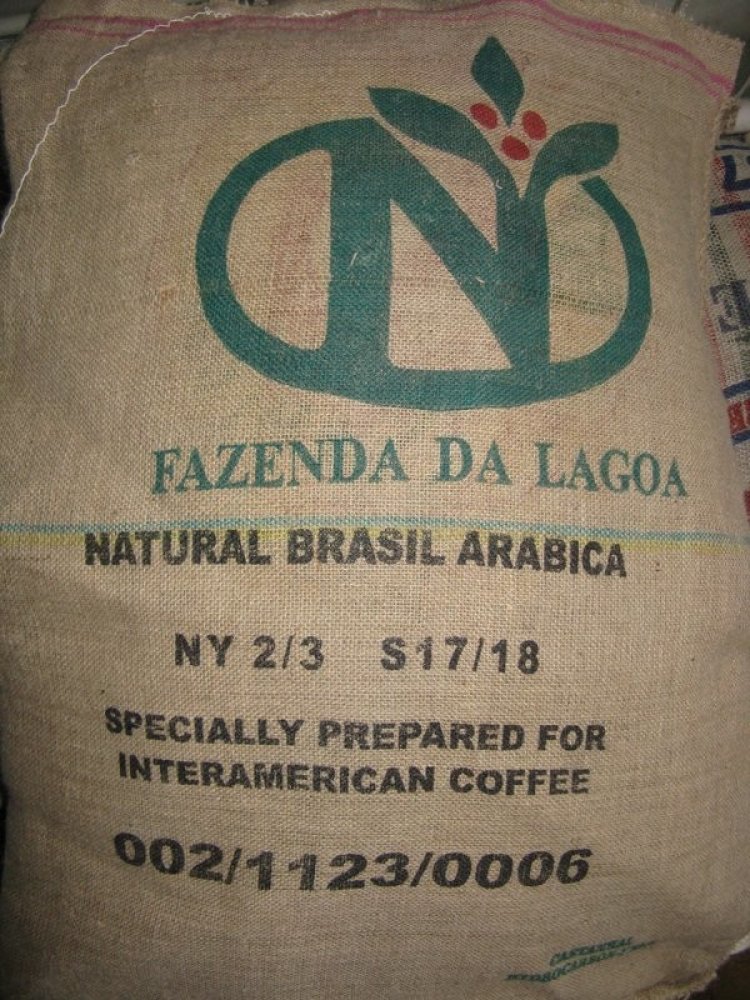 N
FAZENDA DA LAGOA
NATURAL BRASIL ARABICA
NY 2/3 S17/18
SPECIALLY PREPARED FOR
INTERAMERICAN COFFEE
002/1123/0006